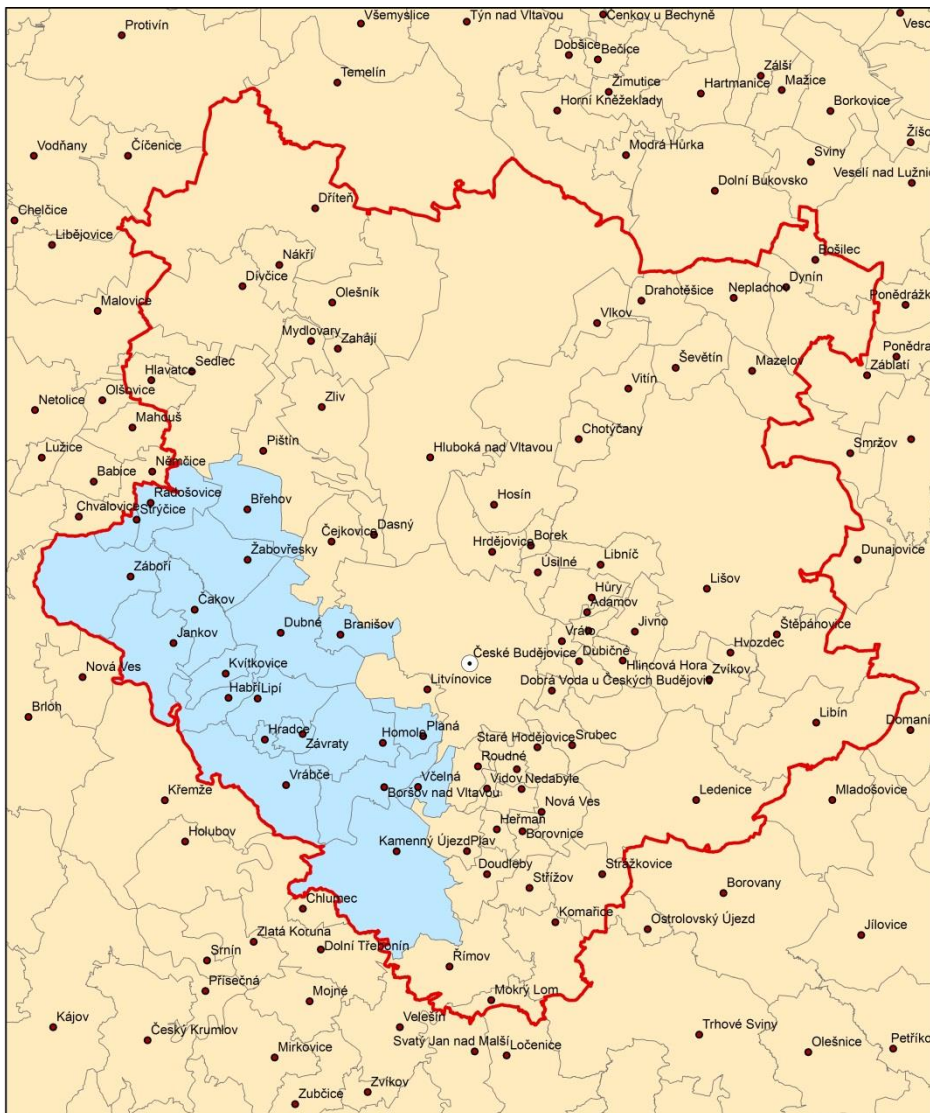 Protivín
Všemyslice
Týn nad Vltavou
Čenkov u Bechyně
Dobšice
Bečice
Temelín
Zálší
Mažice
Žimutice
Hartmanice
Horní Kněžeklady
Borkovice
Vodňany
Číčenice
Modrá Hůrka
Sviny
Dolní Bukovsko
Veselí nad Lužnic
Chelčice
Dříteň
Libějovice
Bošilec
Nákří
Dívčice
Dynín
Olešník
Drahotěšice
Neplachov
Ponědrážk
Malovice
Vlkov
Mydlovary
Zahájí
Sedlec
Ševětín
Mazelov
Ponědra
Záblatí
Hlavatce
Vitín
Olšovice
Netolice
Zliv
Mahouš
Chotýčany
Lužice
Pištín
Hluboká nad Vltavou
Smržov
Němčice
Babice
Radošovice
Břehov
Hosín
Chvalovice
Strýčice
Čejkovice
Dasný
Hrdějovice
Borek
Žabovřesky
Úsilné
Libníč
Dunajovice
Záboří
Lišov
Hůry
Čakov
Adamov
Dubné
Branišov
Vráto
Jivno
Štěpánovice
Jankov
Hvozdec
České Budějovice
Dubičné
Hlincová Hora
Nová Ves
Kvítkovice
Zvíkov
Litvínovice
Dobrá Voda u Českých Budějovic
Habří
Lipí
Brloh
Libín
Domaní
Hradce
Závraty
Homole
Planá
Staré Hodějovice
Srubec
Roudné
Vrábče
Včelná
Boršov nad Vltavou
Vidov
Nedabyle
Křemže
Ledenice
Mladošovice
Nová Ves
Holubov
Heřman
Borovnice
Kamenný Újezd
Plav
Doudleby
Střížov
Strážkovice
Borovany
Chlumec
Komařice
Ostrolovský Újezd
Zlatá Koruna
Dolní Třebonín
Jílovice
Srnín
Římov
Přísečná
Mojné
Mokrý Lom
Kájov
Český Krumlov
Velešín
Trhové Sviny
Svatý Jan nad Malší
Ločenice
Mirkovice
Olešnice
Petříko
Zvíkov
Zubčice